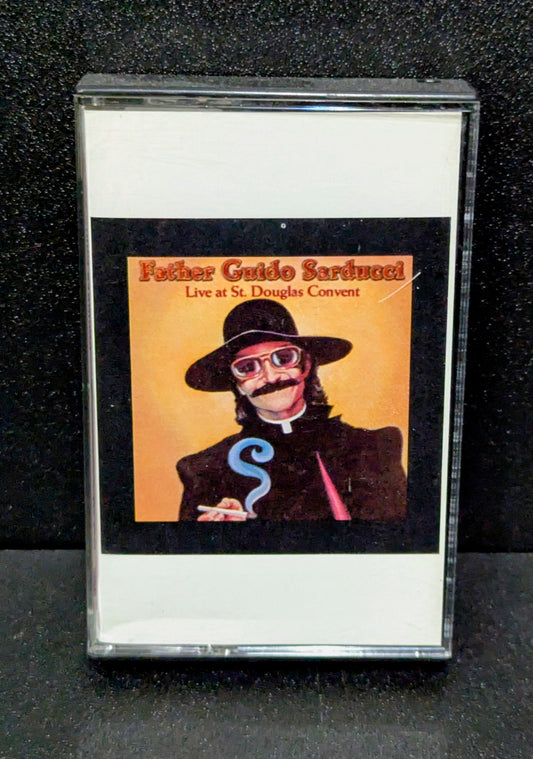 Father Guido Sarducci
Live at St. Douglas Convent